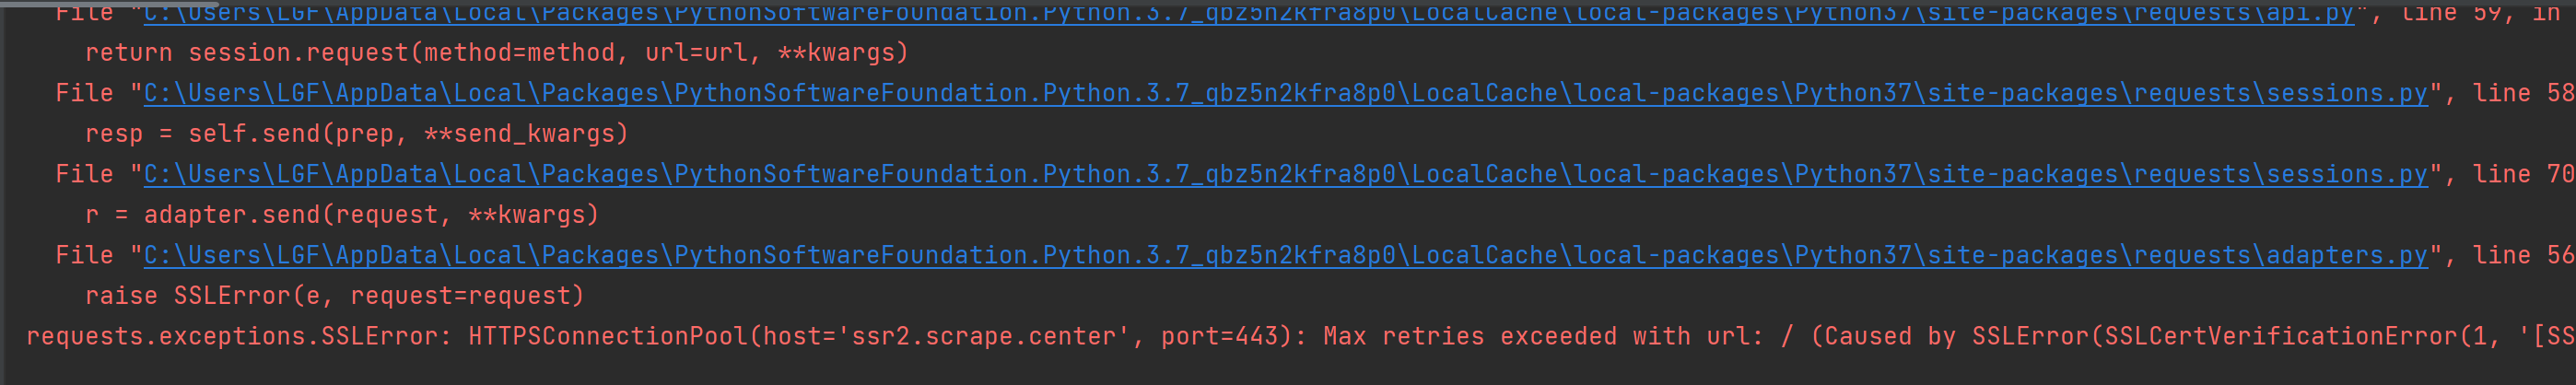 File "C:\Users\LGF\AppData\Local\Packages\PythonSoftwareFoundation.Python.3.7_qbz5n2kfra8p0\LocalCache\local-packages\Python37\site-packages\requests\api.py", line 59, in
return session.request(method=method, url=url, **kwargs)
File "C:\Users\LGF\AppData\Local\Packages\PythonSoftwareFoundation.Python.3.7_qbz5n2kfra8p0\LocalCache\local-packages\Python37\site-packages\requests\sessions.py", line 58
resp = self.send(prep, **send_kwargs)
File "C:\Users\LGF\AppData\Local\Packages\PythonSoftwareFoundation.Python.3.7_qbz5n2kfra8p0\LocalCache\local-packages\Python37\site-packages\requests\sessions.py", line 70
r = adapter.send(request, **kwargs)
File "C:\Users\LGF\AppData\Local\Packages\PythonSoftwareFoundation.Python.3.7_qbz5n2kfra8p0\LocalCache\local-packages\Python37\site-packages\requests\adapters.py", line 56
raise SSLError(e, request=request)
requests.exceptions.SSLError: HTTPSConnectionPool(host='ssr2.scrape.center', port=443): Max retries exceeded with url: / (Caused by SSLError(SSLCertVerificationError(1, '[SS